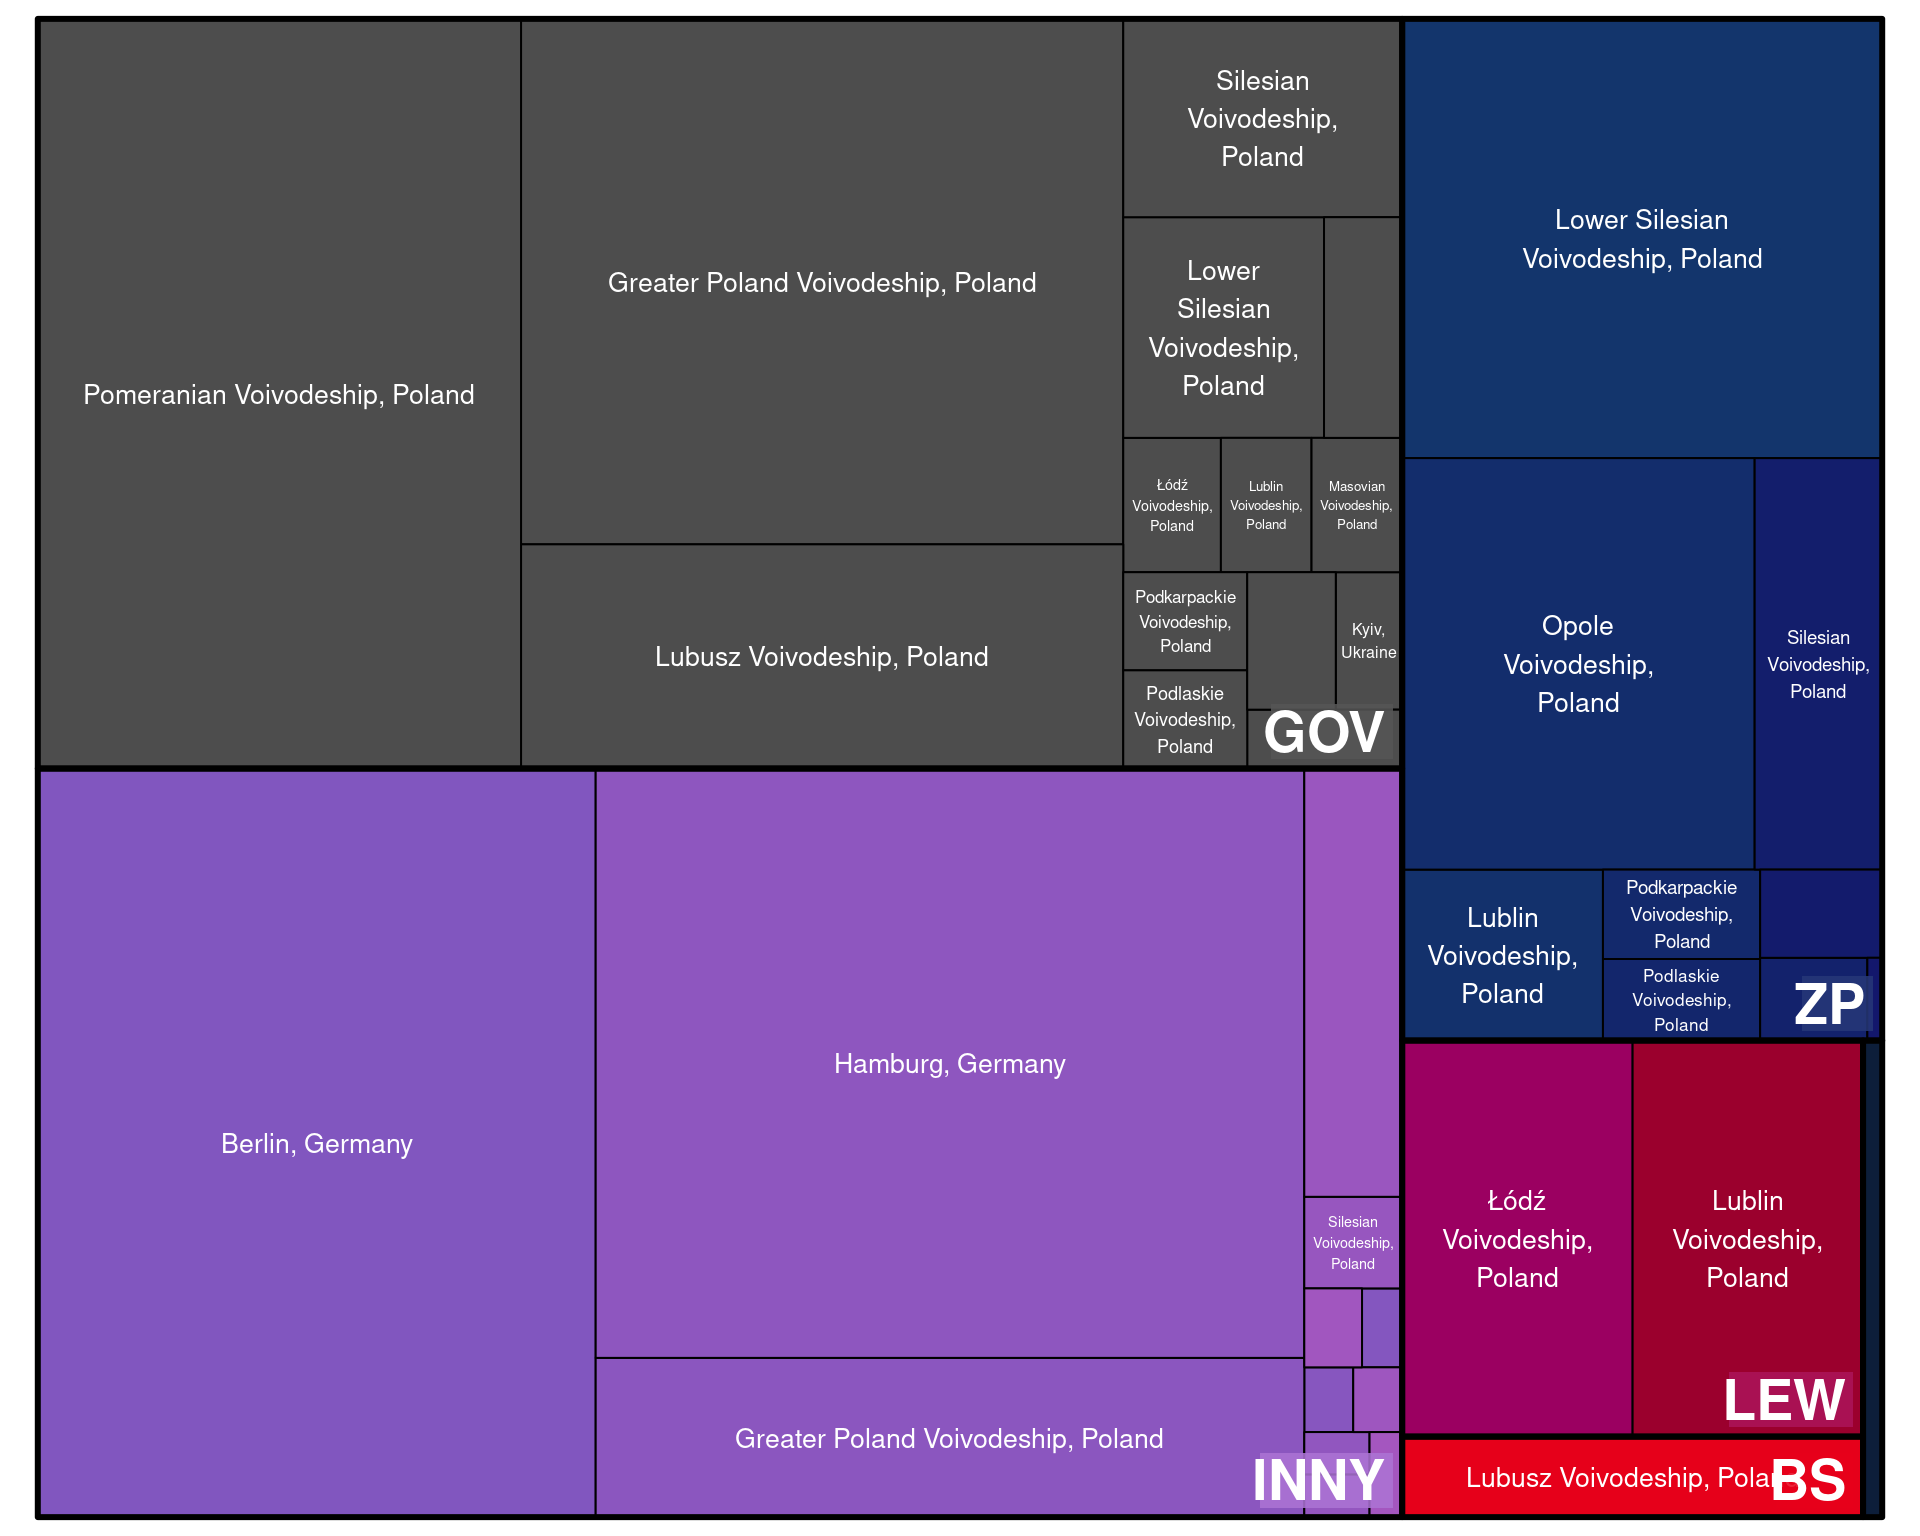 Pomeranian Voivodeship, Poland
Greater Poland Voivodeship, Poland
Lubusz Voivodeship, Poland
Silesian
Voivodeship,
Poland
Lower
Silesian
Voivodeship,
Poland
Łódź
Voivodeship,
Poland
Lublin
Voivodeship,
Poland
Masovian
Voivodeship,
Poland
Podkarpackie
Voivodeship,
Poland
Kyiv,
Ukraine
Podlaskie
Voivodeship,
Poland
GOV
Berlin, Germany
Hamburg, Germany
Greater Poland Voivodeship, Poland
Silesian
Voivodeship,
Poland
INNY
Lower Silesian
Voivodeship, Poland
Opole
Voivodeship,
Poland
Silesian
Voivodeship,
Poland
Lublin
Voivodeship,
Poland
Podkarpackie
Voivodeship,
Poland
Podlaskie
Voivodeship,
Poland
ZP
Łódź
Voivodeship,
Poland
Lublin
Voivodeship,
Poland
LEW
Lubusz Voivodeship,
BS